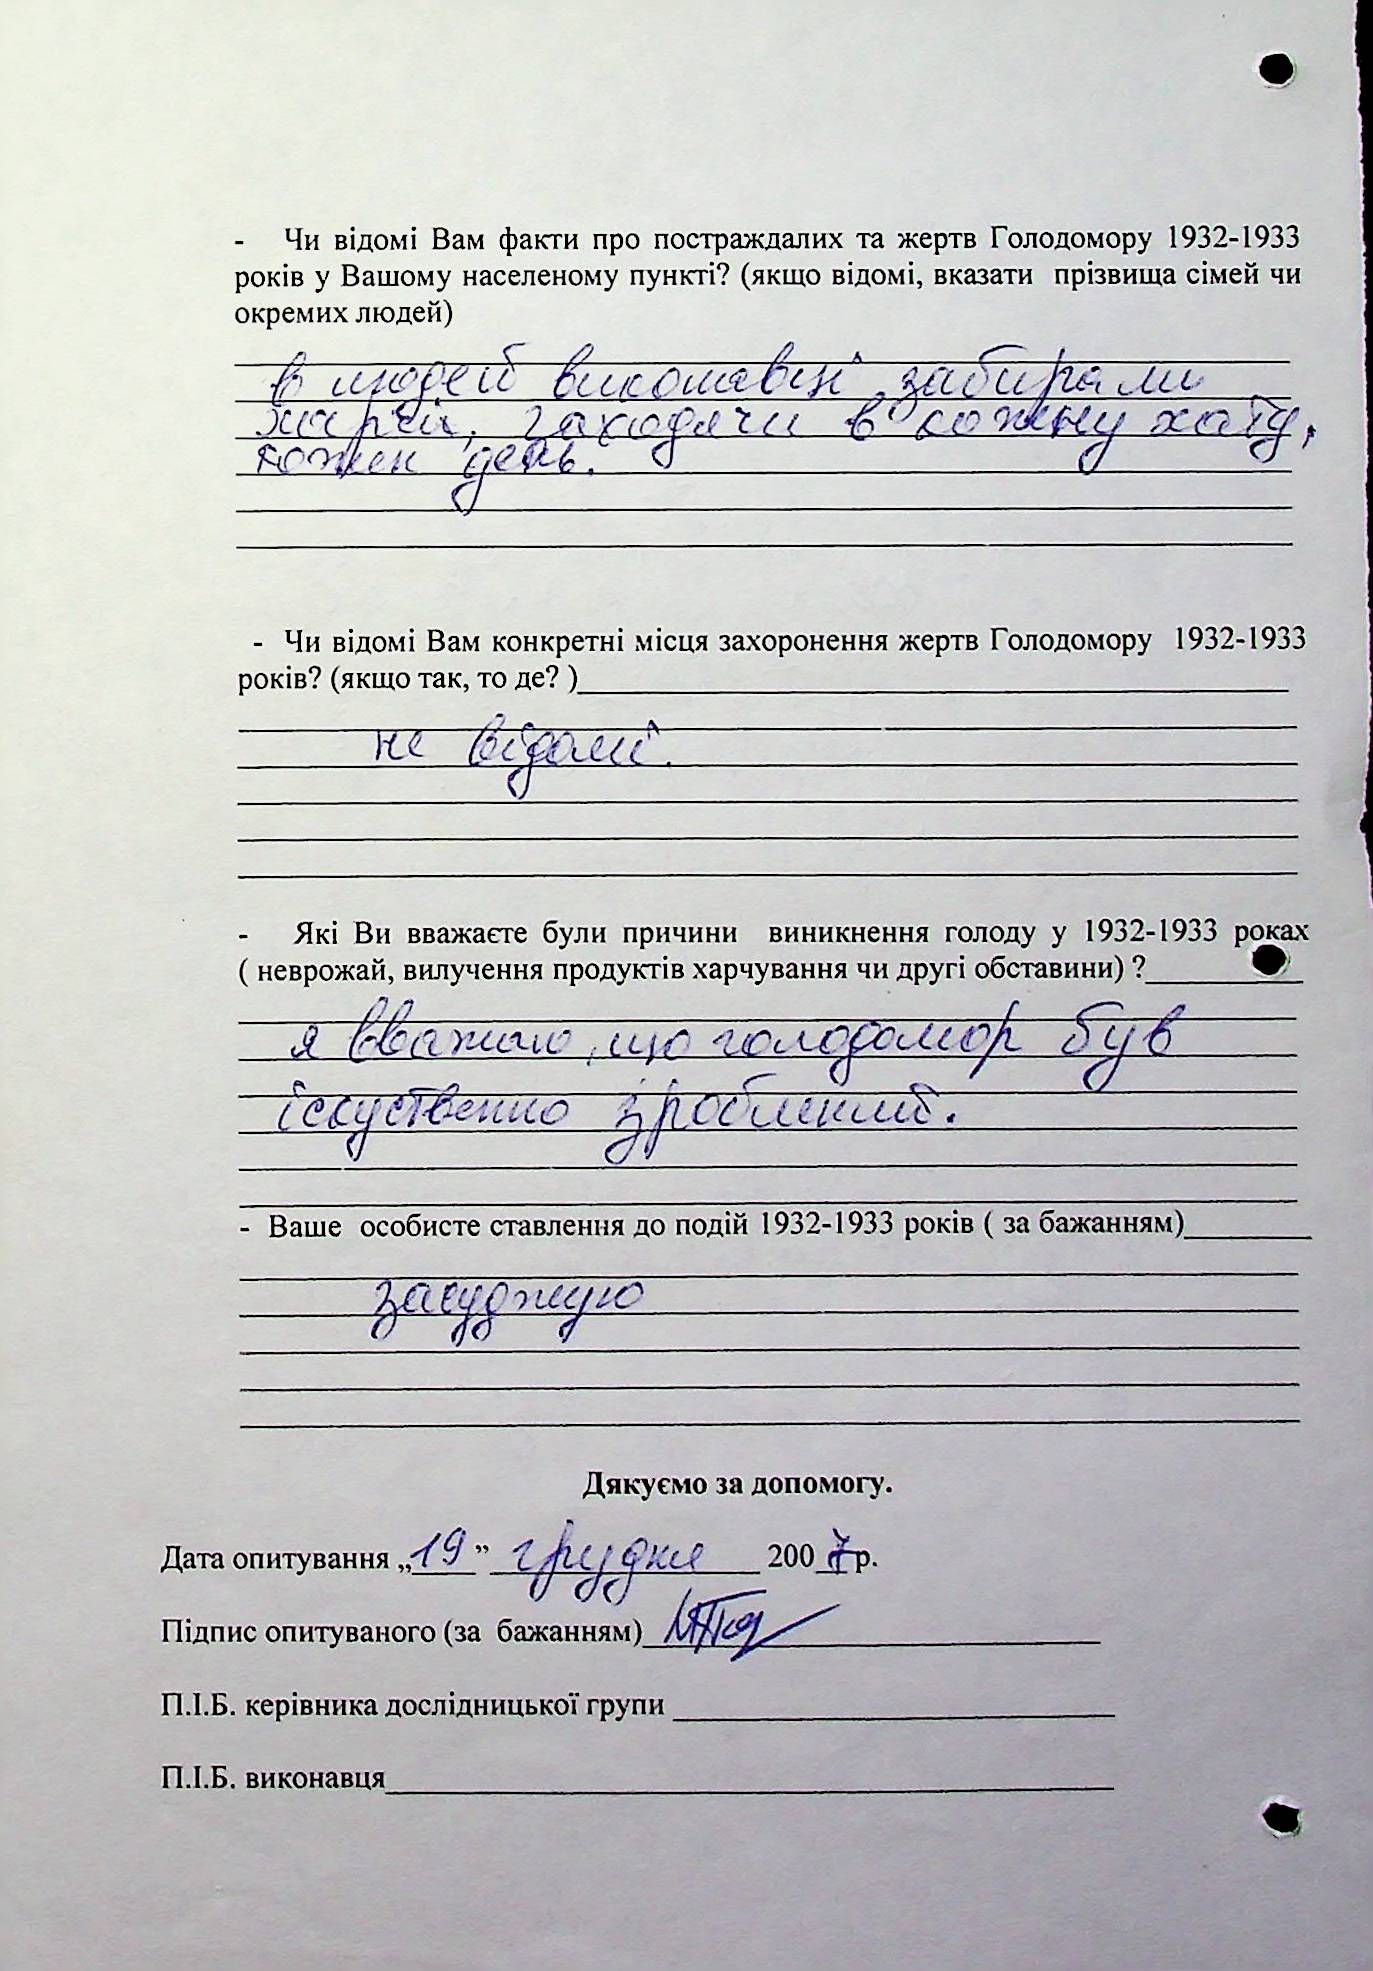 - Чи відомі Вам факти про постраждалих та жертв Голодомору 1932-1933
років у Вашому населеному пункті? (якщо відомі, вказати прізвища сімей чи
окремих людей)
в людей забирали
харчі, заходячи в кожну хату,
кожен день.
- Чи відомі Вам конкретні місця захоронення жертв Голодомору 1932-1933
років? (якщо так, то де? )
не відомі.
- Які Ви вважаєте були причини виникнення голоду у 1932-1933 роках
( неврожай, вилучення продуктів харчування чи другі обставини) ?
я вважаю, що голодомор був
іскуственно зроблений.
- Ваше особисте ставлення до подій 1932-1933 років ( за бажанням)
засуджую
Дякуємо за допомогу.
Дата опитування „19” грудня 2007р.
Підпис опитуваного (за бажанням)
П.І.Б. керівника дослідницької групи
П.І.Б. виконавця